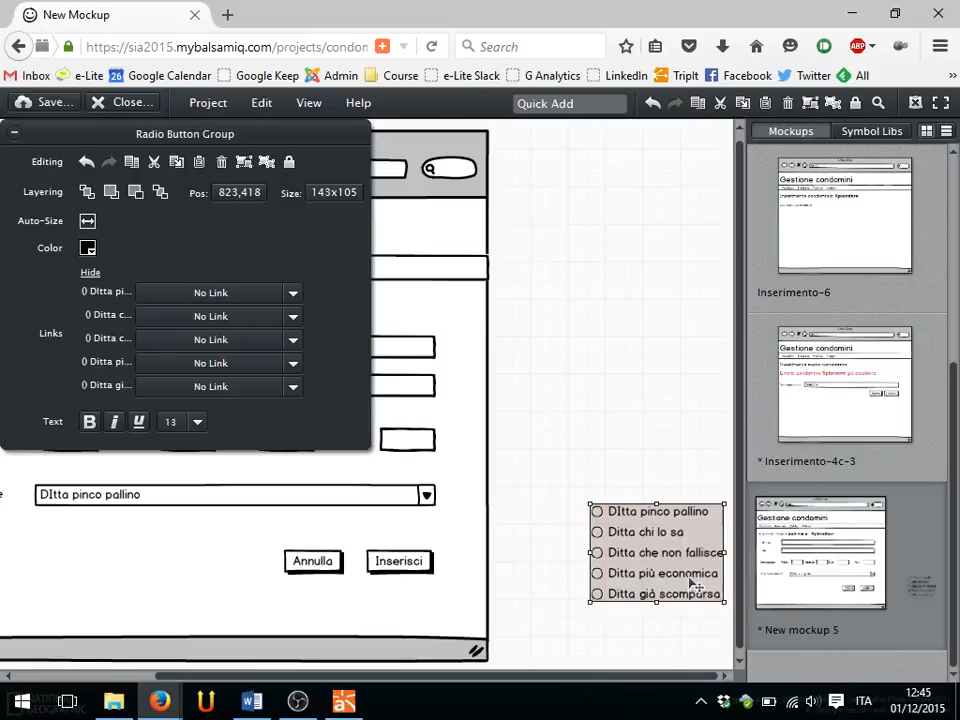 New Mockup
https://sia2015.mybalsamiq.com/projects/condon
Search
ABP
Inbox
e-Lite
26
Google Calendar
Google Keep
Admin
Course
e-Lite Slack
G Analytics
LinkedIn
TripIt
Facebook
Twitter
All
Save...
Close...
Project
Edit
View
Help
Quick Add
Radio Button Group
Mockups
Symbol Libs
Editing
Layering
Pos: 823,418
Size: 143x105
Auto-Size
Color
Hide
() DItta pi...
No Link
() Ditta c...
No Link
Links
() Ditta c...
No Link
() Ditta pi...
No Link
() Ditta gi...
No Link
Text
B i U
13
e
DItta pinco pallino
Annulla
Inserisci
DItta pinco pallino
Ditta chi lo sa
Ditta che non fallisce
Ditta più economica
Ditta già scomparsa
Gestione condomini
Inserimento-6
Gestione condomini
* Inserimento-4c-3
Gestione condomini
* New mockup 5
ITA
12:45
01/12/2015